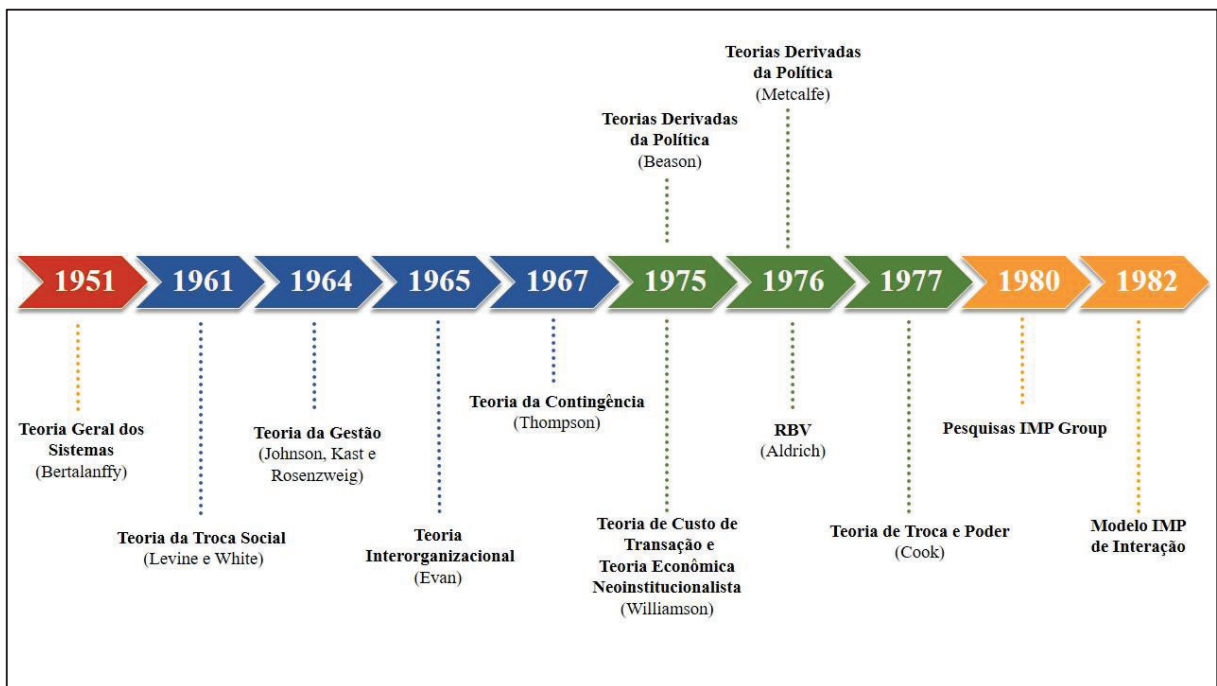 Teorias Derivadas
da Política
(Metcalfe)
Teorias Derivadas
da Política
(Beason)
1951
1961
1964
1965
1967
1975
1976
1977
1980
1982
Teoria Geral dos
Sistemas
(Bertalanffy)
Teoria da Troca Social
(Levine e White)
Teoria da Gestão
(Johnson, Kast e
Rosenzweig)
Teoria
Interorganizacional
(Evan)
Teoria da Contingência
(Thompson)
Teoria de Custo de
Transação e
Teoria Econômica
Neoinstitucionalista
(Williamson)
RBV
(Aldrich)
Teoria de Troca e Poder
(Cook)
Pesquisas IMP Group
Modelo IMP
de Interação